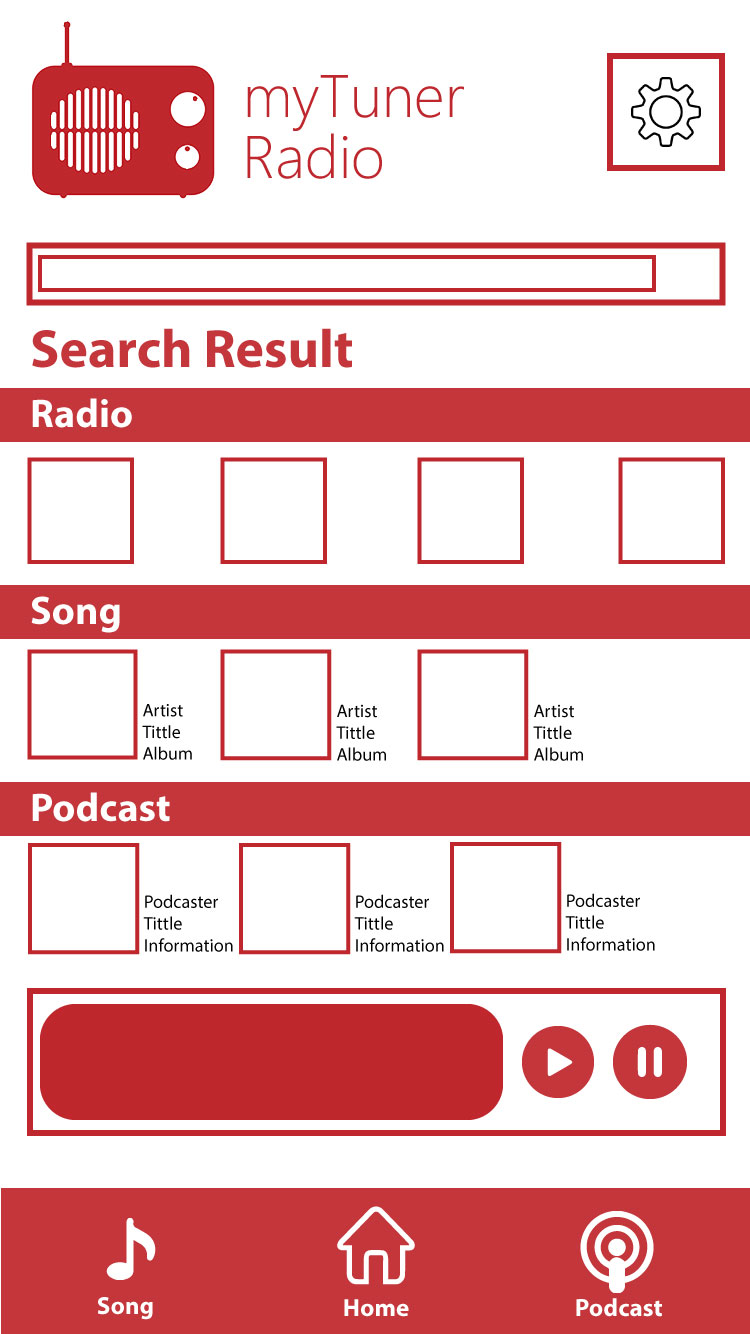 myTuner
Radio
Search Result
Radio
Song
Artist
Tittle
Album
Artist
Tittle
Album
Artist
Tittle
Album
Podcast
Podcaster
Tittle
Information
Podcaster
Tittle
Information
Podcaster
Tittle
Information
Song
Home
Podcast